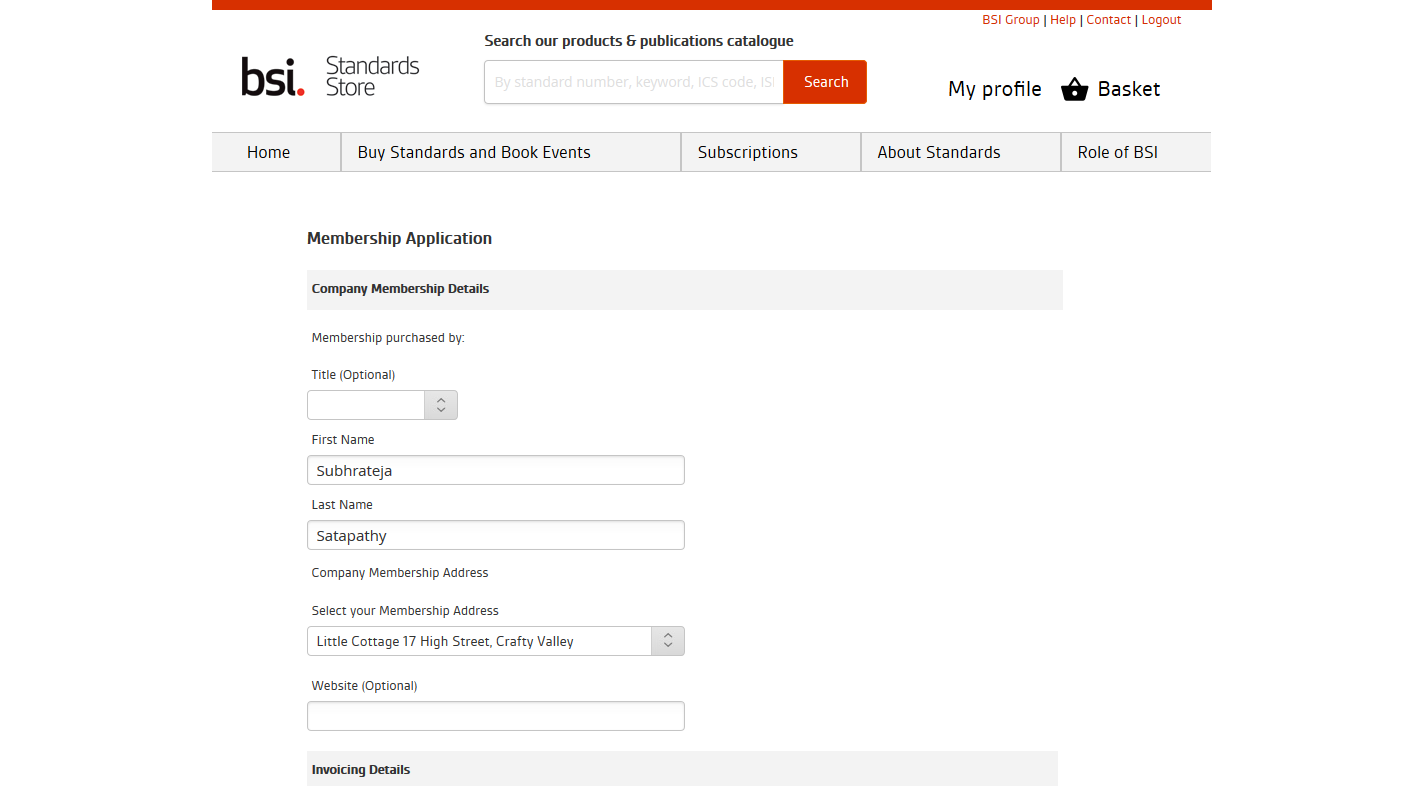 BSI Group | Help | Contact | Logout
Search our products & publications catalogue
bsi. Standards Store
By standard number, keyword, ICS code, ISI
Search
My profile
Basket
Home
Buy Standards and Book Events
Subscriptions
About Standards
Role of BSI
Membership Application
Company Membership Details
Membership purchased by:
Title (Optional)
First Name
Subhrateja
Last Name
Satapathy
Company Membership Address
Select your Membership Address
Little Cottage 17 High Street, Crafty Valley
Website (Optional)
Invoicing Details